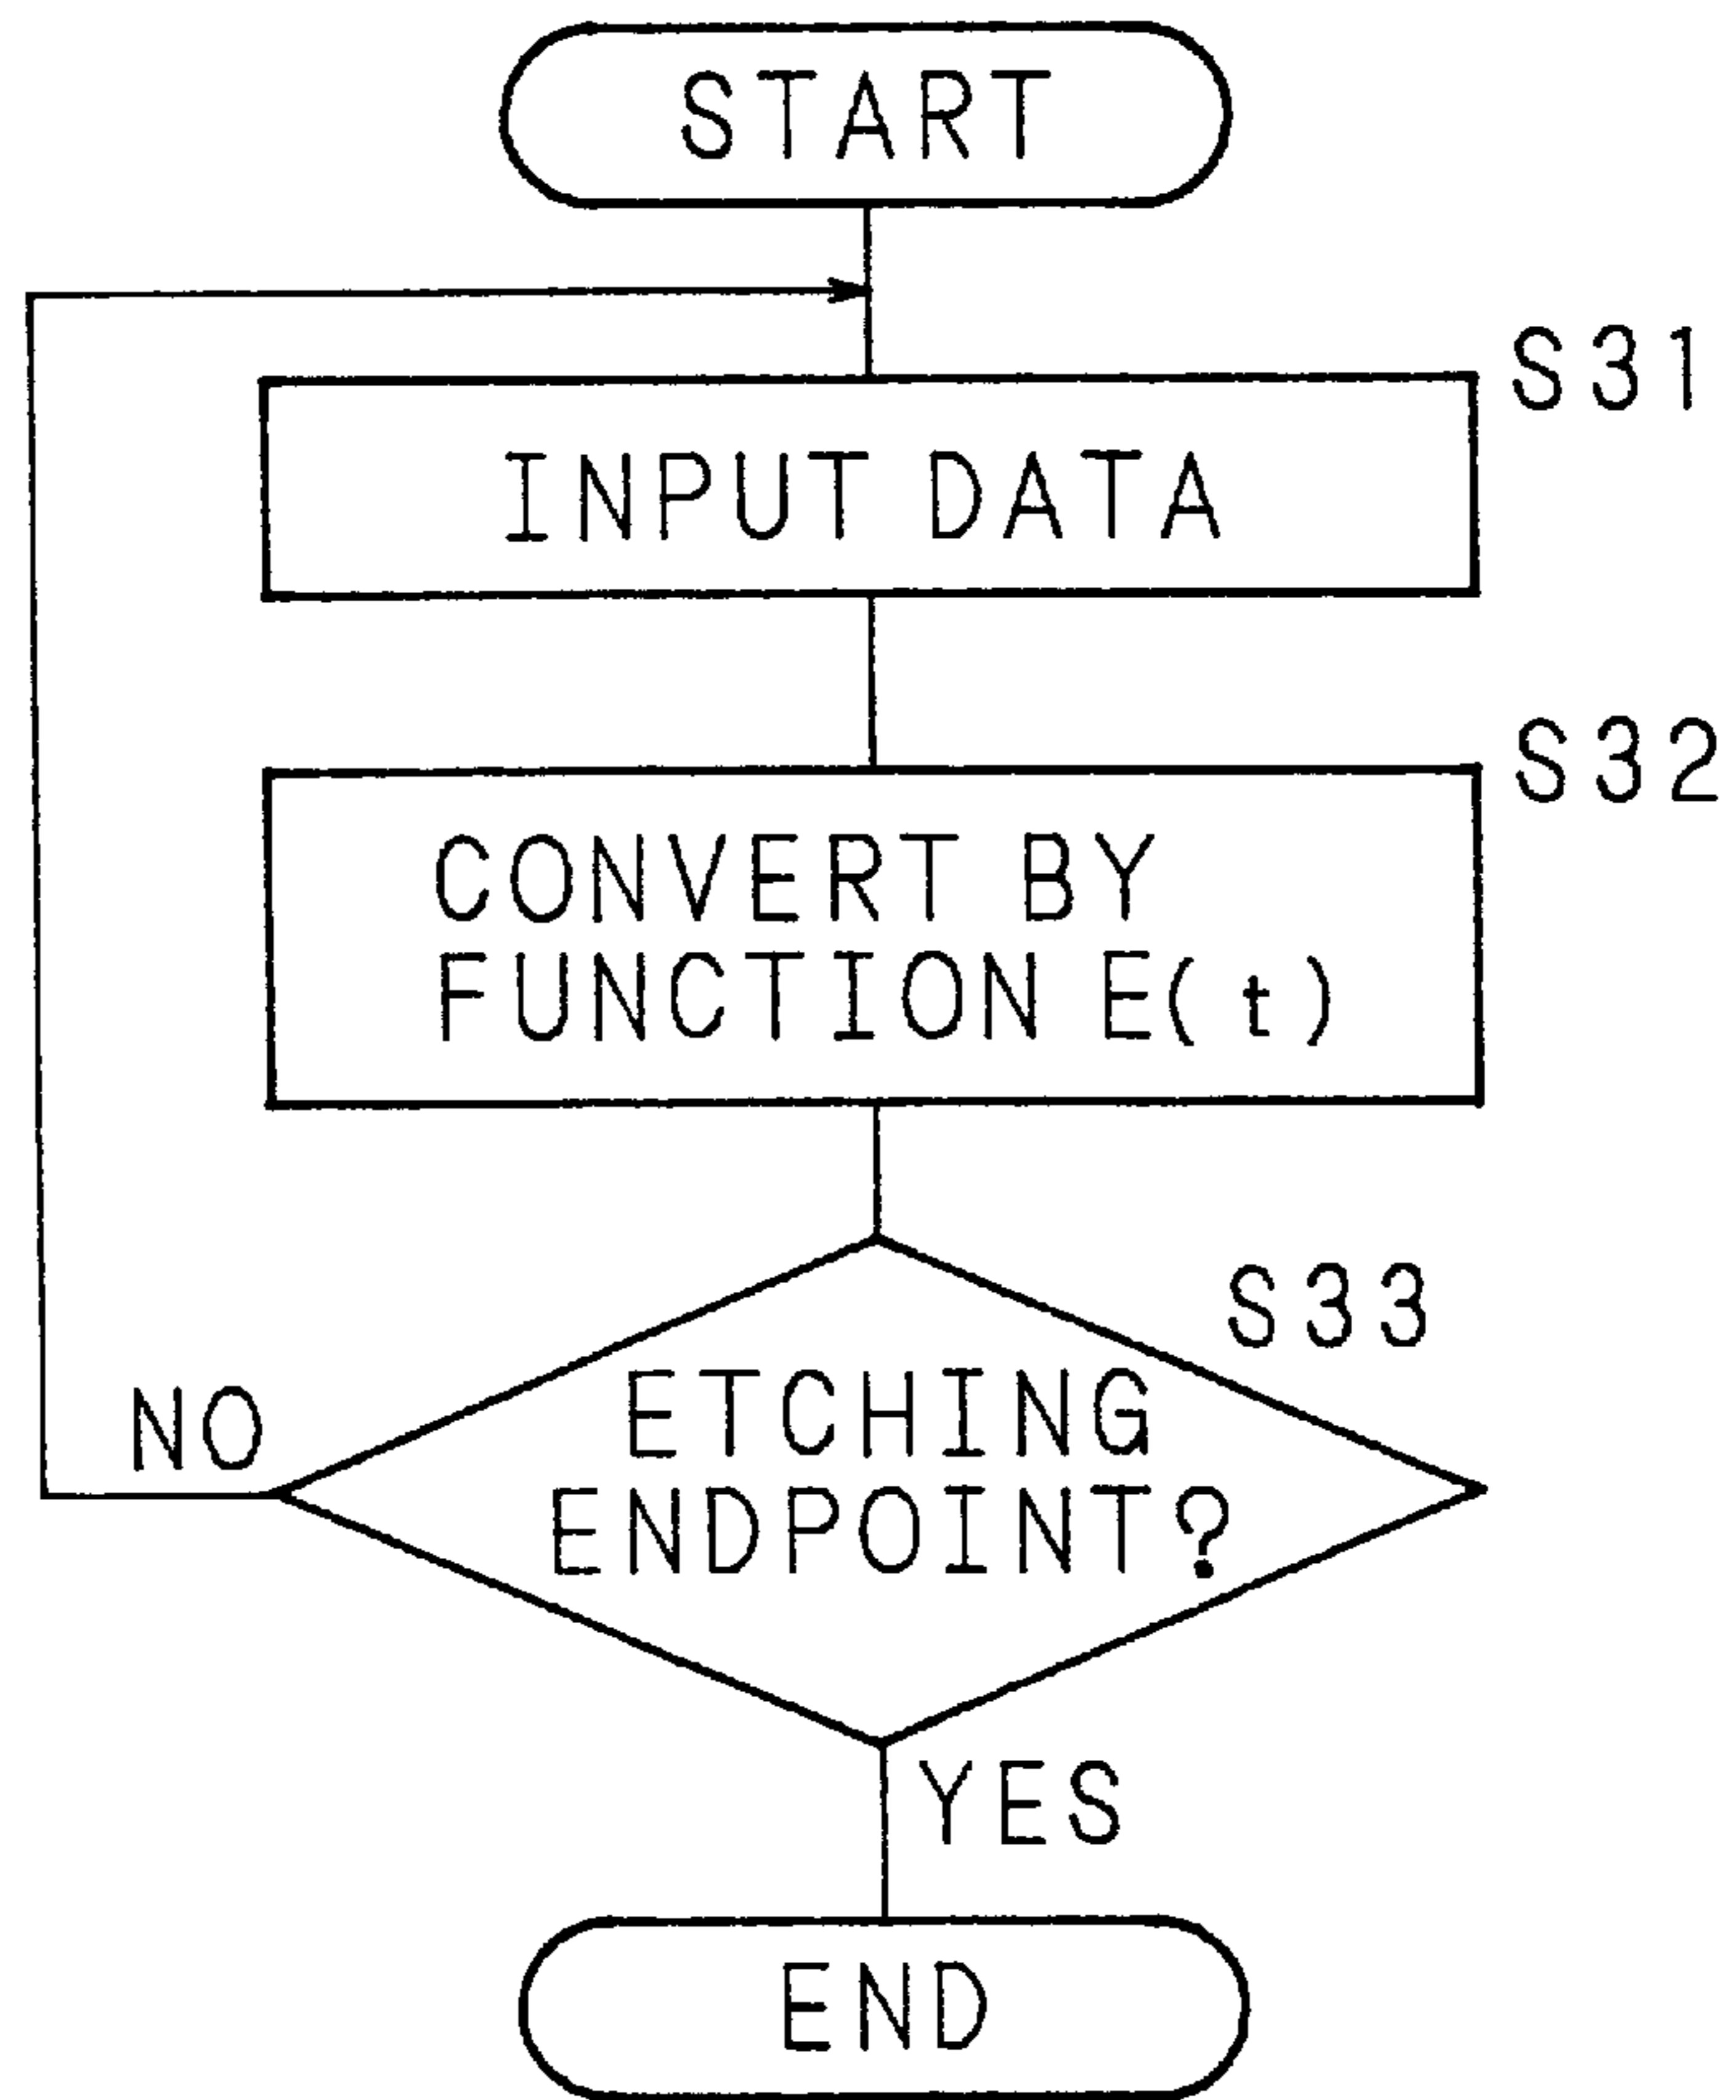 START
S31
INPUT DATA
S32
CONVERT BY
FUNCTION E(t)
S33
ETCHING
ENDPOINT?
NO
YES
END